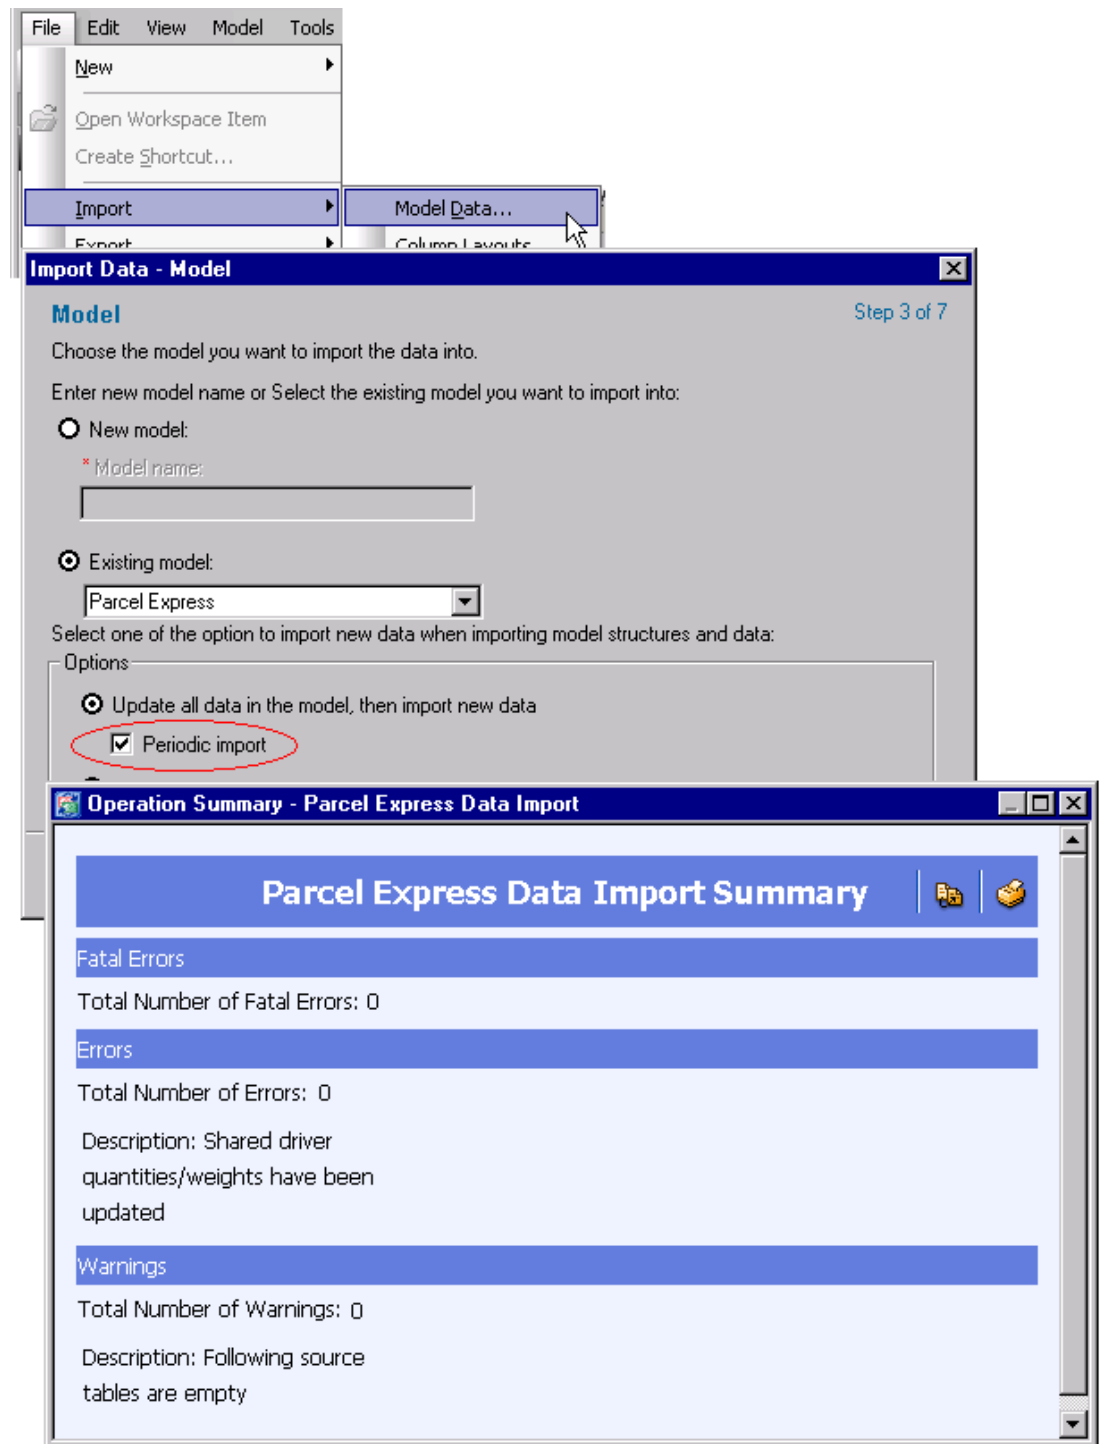 File Edit View Model Tools
New
Open Workspace Item
Create Shortcut...
Import
Model Data...
Export
Column Layouts
Import Data - Model
Model
Step 3 of 7
Choose the model you want to import the data into.
Enter new model name or Select the existing model you want to import into:
New model:
* Model name:
Existing model:
Parcel Express
Select one of the option to import new data when importing model structures and data:
Options
Update all data in the model, then import new data
Periodic import
Operation Summary - Parcel Express Data Import
Parcel Express Data Import Summary
Fatal Errors
Total Number of Fatal Errors: 0
Errors
Total Number of Errors: 0
Description: Shared driver
quantities/weights have been
updated
Warnings
Total Number of Warnings: 0
Description: Following source
tables are empty